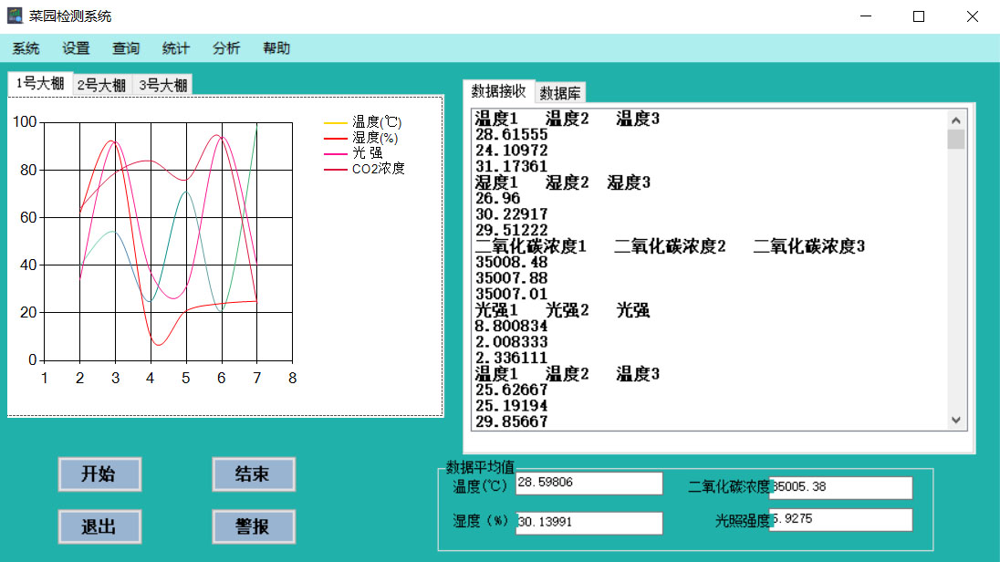 菜园检测系统
系统 设置 查询 统计 分析 帮助
1号大棚 2号大棚 3号大棚
100
80
60
40
20
0
1 2 3 4 5 6 7 8
温度(℃)
湿度(%)
光 强
CO2浓度
开始 结束
退出 警报
数据接收 数据库
温度1 温度2 温度3
28.61555
24.10972
31.17361
湿度1 湿度2 湿度3
26.96
30.22917
29.51222
二氧化碳浓度1 二氧化碳浓度2 二氧化碳浓度3
35008.48
35007.88
35007.01
光强1 光强2 光强
8.800834
2.008333
2.336111
温度1 温度2 温度3
25.62667
25.19194
29.85667
数据平均值
温度(℃) 28.59806 二氧化碳浓度 35005.38
湿度(%) 30.13991 光照强度 5.9275